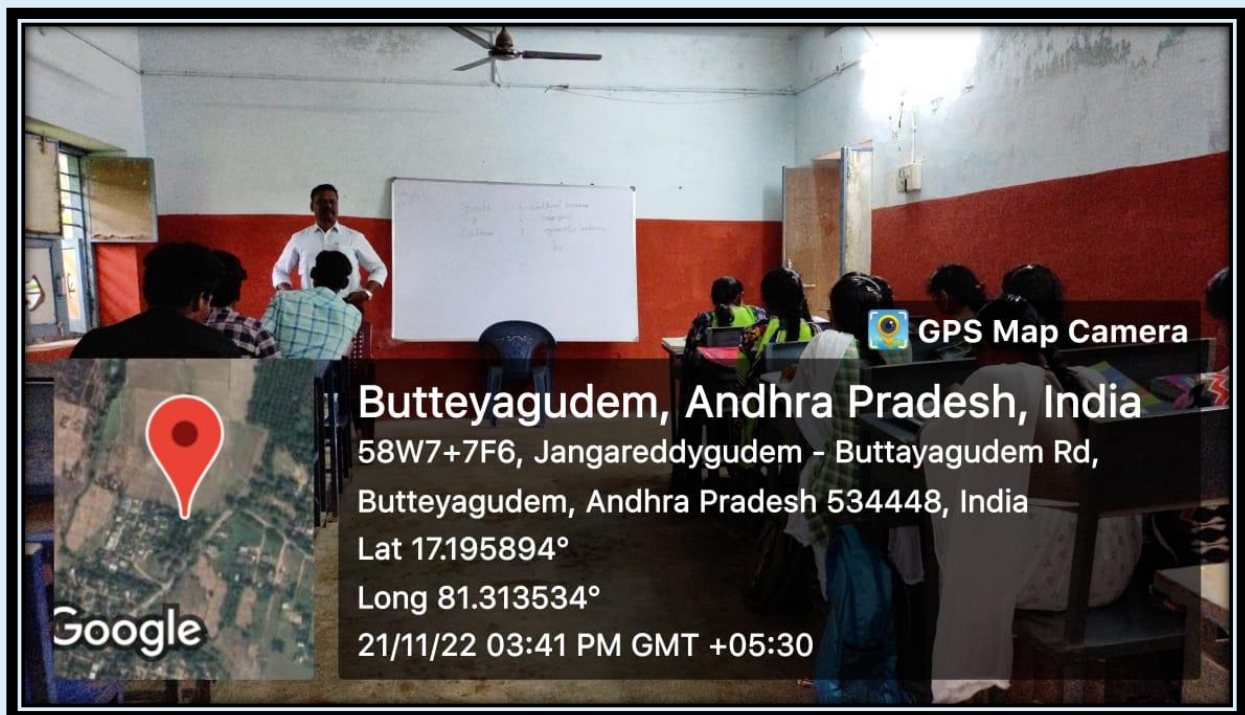 GPS Map Camera
Butteyagudem, Andhra Pradesh, India
58W7+7F6, Jangareddygudem - Buttayagudem Rd,
Butteyagudem, Andhra Pradesh 534448, India
Lat 17.195894°
Long 81.313534°
21/11/22 03:41 PM GMT +05:30
Google